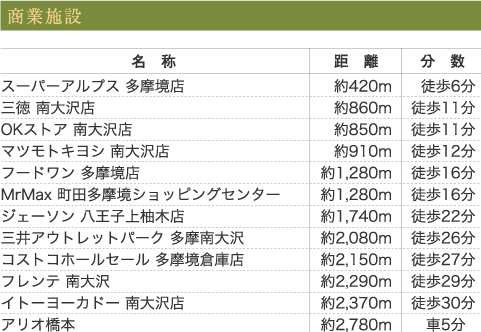 商業施設
名 称 距 離 分 数
スーパーアルプス 多摩境店 約420m 徒歩6分
三徳 南大沢店 約860m 徒歩11分
OKストア 南大沢店 約850m 徒歩11分
マツモトキヨシ 南大沢店 約910m 徒歩12分
フードワン 多摩境店 約1,280m 徒歩16分
MrMax 町田多摩境ショッピングセンター 約1,280m 徒歩16分
ジェーソン 八王子上柚木店 約1,740m 徒歩22分
三井アウトレットパーク 多摩南大沢 約2,080m 徒歩26分
コストコホールセール 多摩境倉庫店 約2,150m 徒歩27分
フレンテ 南大沢 約2,290m 徒歩29分
イトーヨーカドー 南大沢店 約2,370m 徒歩30分
アリオ橋本 約2,780m 車5分